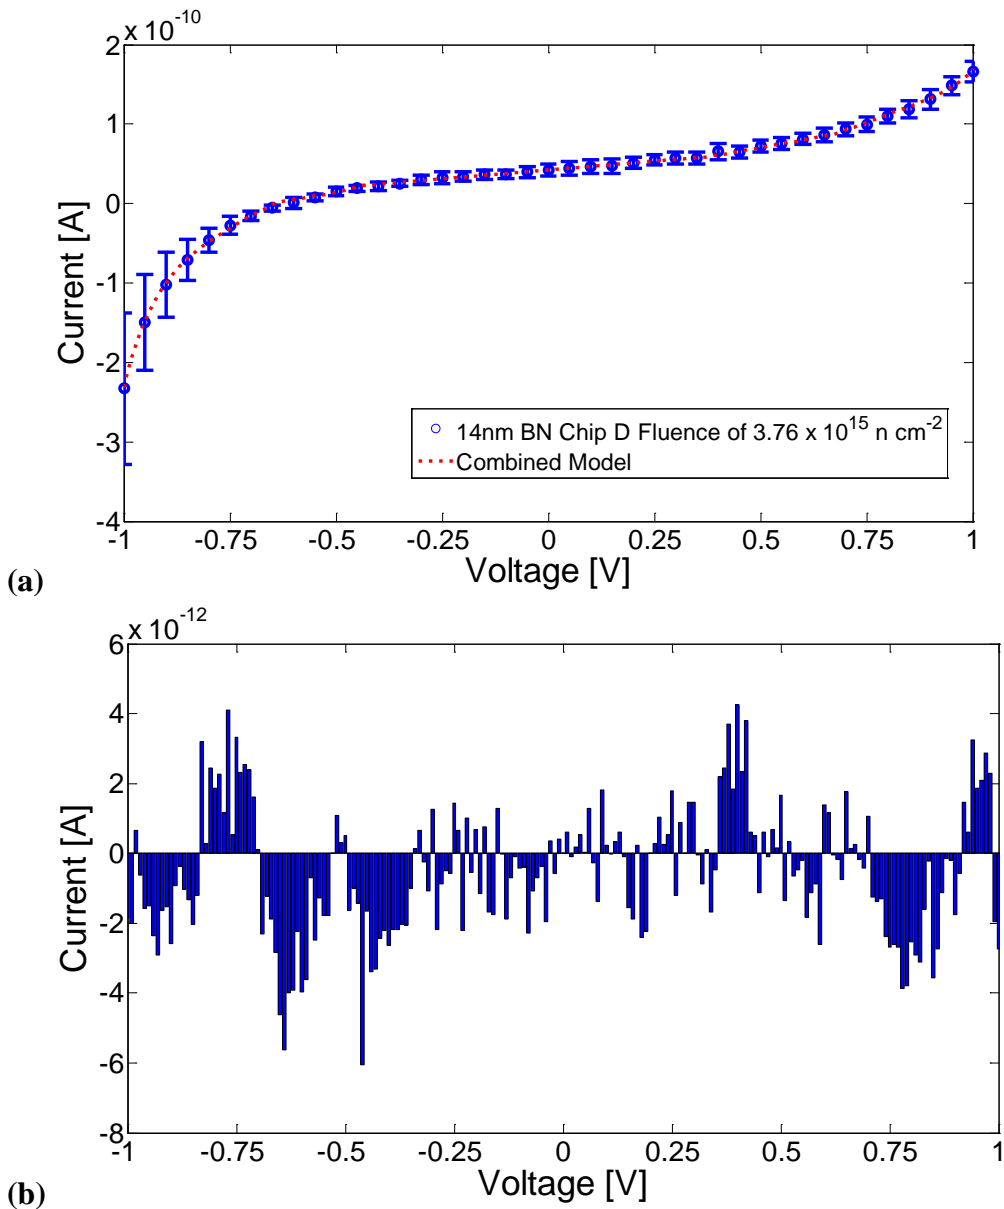 x 10^-10
2
1
0
-1
-2
-3
-4
Current [A]
14nm BN Chip D Fluence of 3.76 x 10^15 n cm^-2
Combined Model
-1 -0.75 -0.5 -0.25 0 0.25 0.5 0.75 1
Voltage [V]
(a)
x 10^-12
6
4
2
0
-2
-4
-6
-8
Current [A]
-1 -0.75 -0.5 -0.25 0 0.25 0.5 0.75 1
Voltage [V]
(b)